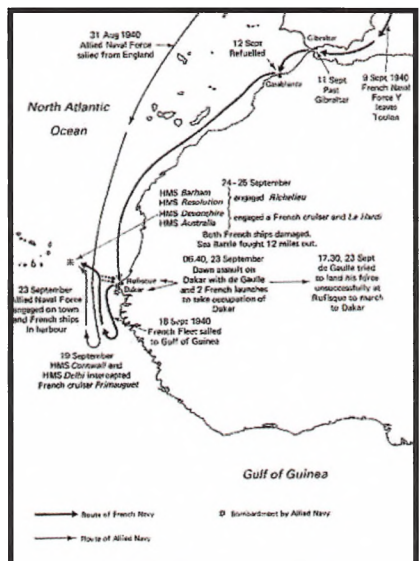 31 Aug 1940
Allied Naval Force
sailed from England
12 Sept
Refuelled
Gibraltar
Casablanca
11 Sept
Past
Gibraltar
9 Sept 1940
French Naval
Force Y
leaves
Toulon
North Atlantic
Ocean
24-25 September
HMS Barham
HMS Resolution
engaged Richelieu
HMS Devonshire
HMS Australia
engaged a French cruiser and Le Hardi
Both French ships damaged.
Sea Battle fought 12 miles out.
06.40, 23 September
Dawn assault on
Dakar with de Gaulle
and 2 French launches
to take occupation of
Dakar
17.30, 23 Sept
de Gaulle tried
to land his force
unsuccessfully at
Rufisque to march
to Dakar
Rufisque
Dakar
23 September
Allied Naval Force
engaged on town
and French ships
in harbour
18 Sept 1940
French Fleet sailed
to Gulf of Guinea
19 September
HMS Cornwall and
HMS Delhi intercepted
French cruiser Primauguet
Gulf of Guinea
Route of French Navy
Bombardment by Allied Navy
Route of Allied Navy